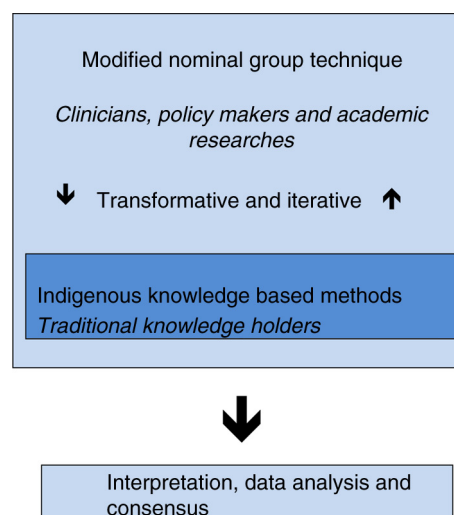 Modified nominal group technique
Clinicians, policy makers and academic
researches
Transformative and iterative
Indigenous knowledge based methods
Traditional knowledge holders
Interpretation, data analysis and
consensus